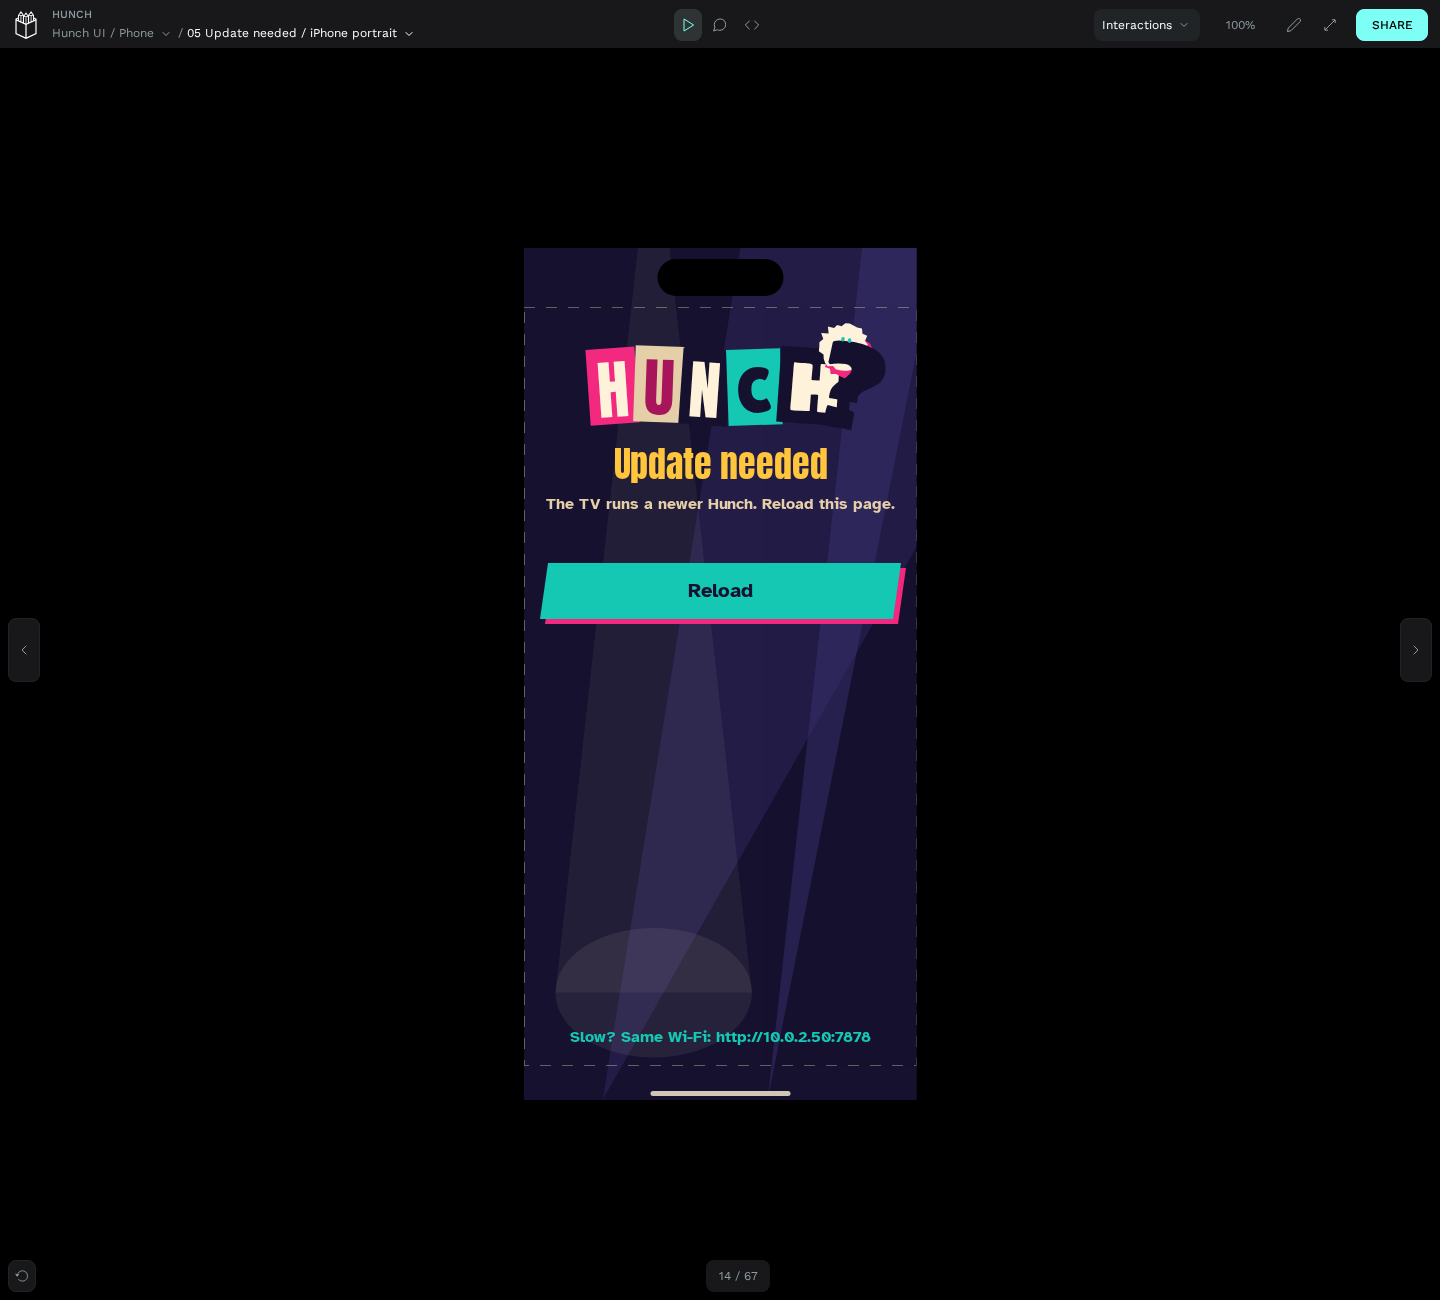 HUNCH
Hunch UI / Phone / 05 Update needed / iPhone portrait
Interactions
100%
SHARE
HUNCH?
Update needed
The TV runs a newer Hunch. Reload this page.
Reload
Slow? Same Wi-Fi: http://10.0.2.50:7878
14 / 67